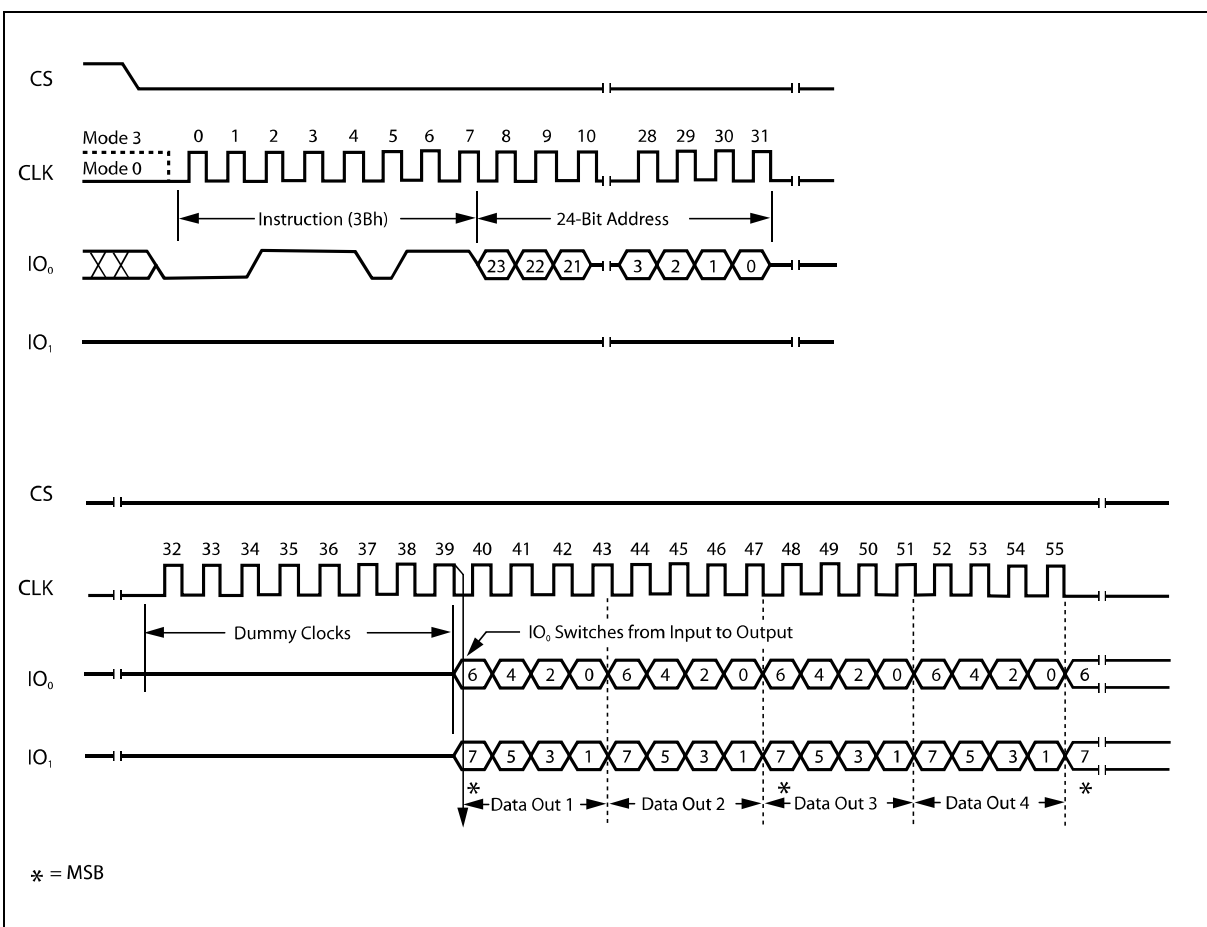 CS
Mode 3 0 1 2 3 4 5 6 7 8 9 10 28 29 30 31
CLK Mode 0
Instruction (3Bh) 24-Bit Address
IO₀ 23 22 21 3 2 1 0
IO₁
CS
32 33 34 35 36 37 38 39 40 41 42 43 44 45 46 47 48 49 50 51 52 53 54 55
CLK
Dummy Clocks IO₀ Switches from Input to Output
IO₀ 6 4 2 0 6 4 2 0 6 4 2 0 6 4 2 0 6
IO₁ 7 5 3 1 7 5 3 1 7 5 3 1 7 5 3 1 7
* * *
Data Out 1 Data Out 2 Data Out 3 Data Out 4
* = MSB